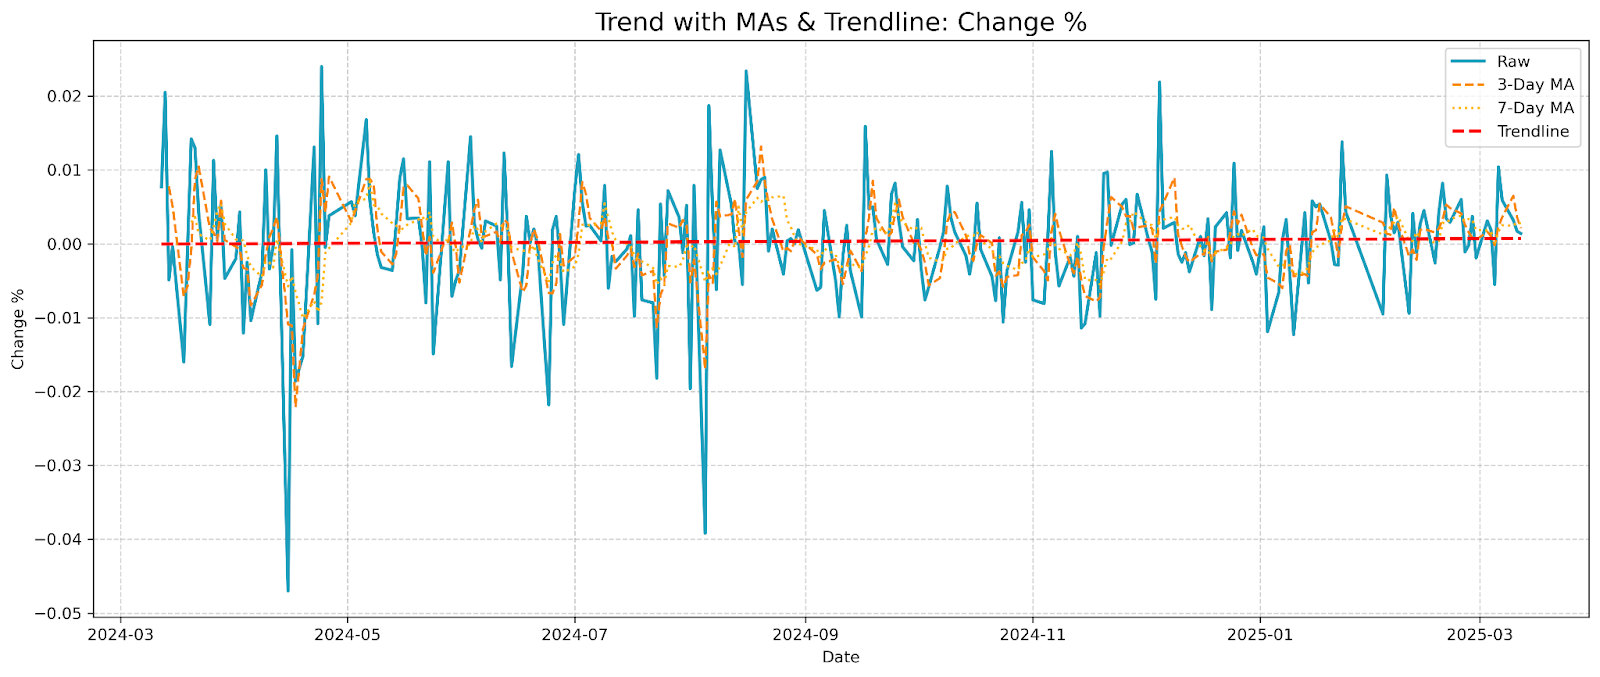 Trend with MAs & Trendline: Change %
Raw
3-Day MA
7-Day MA
Trendline
Change %
0.02
0.01
0.00
−0.01
−0.02
−0.03
−0.04
−0.05
2024-03
2024-05
2024-07
2024-09
2024-11
2025-01
2025-03
Date